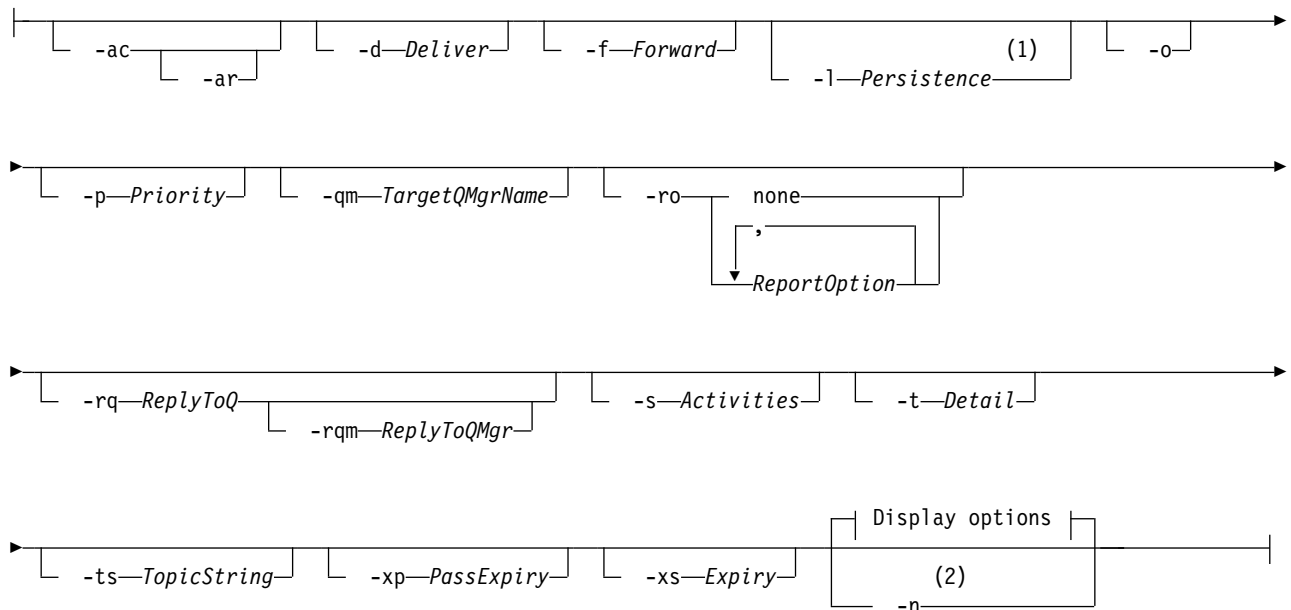 -ac -d Deliver -f Forward (1) -o
-ar -l Persistence
-p Priority -qm TargetQMgrName -ro none
,
ReportOption
-rq ReplyToQ -s Activities -t Detail
-rqm ReplyToQMgr
Display options
-ts TopicString -xp PassExpiry -xs Expiry (2)
-n